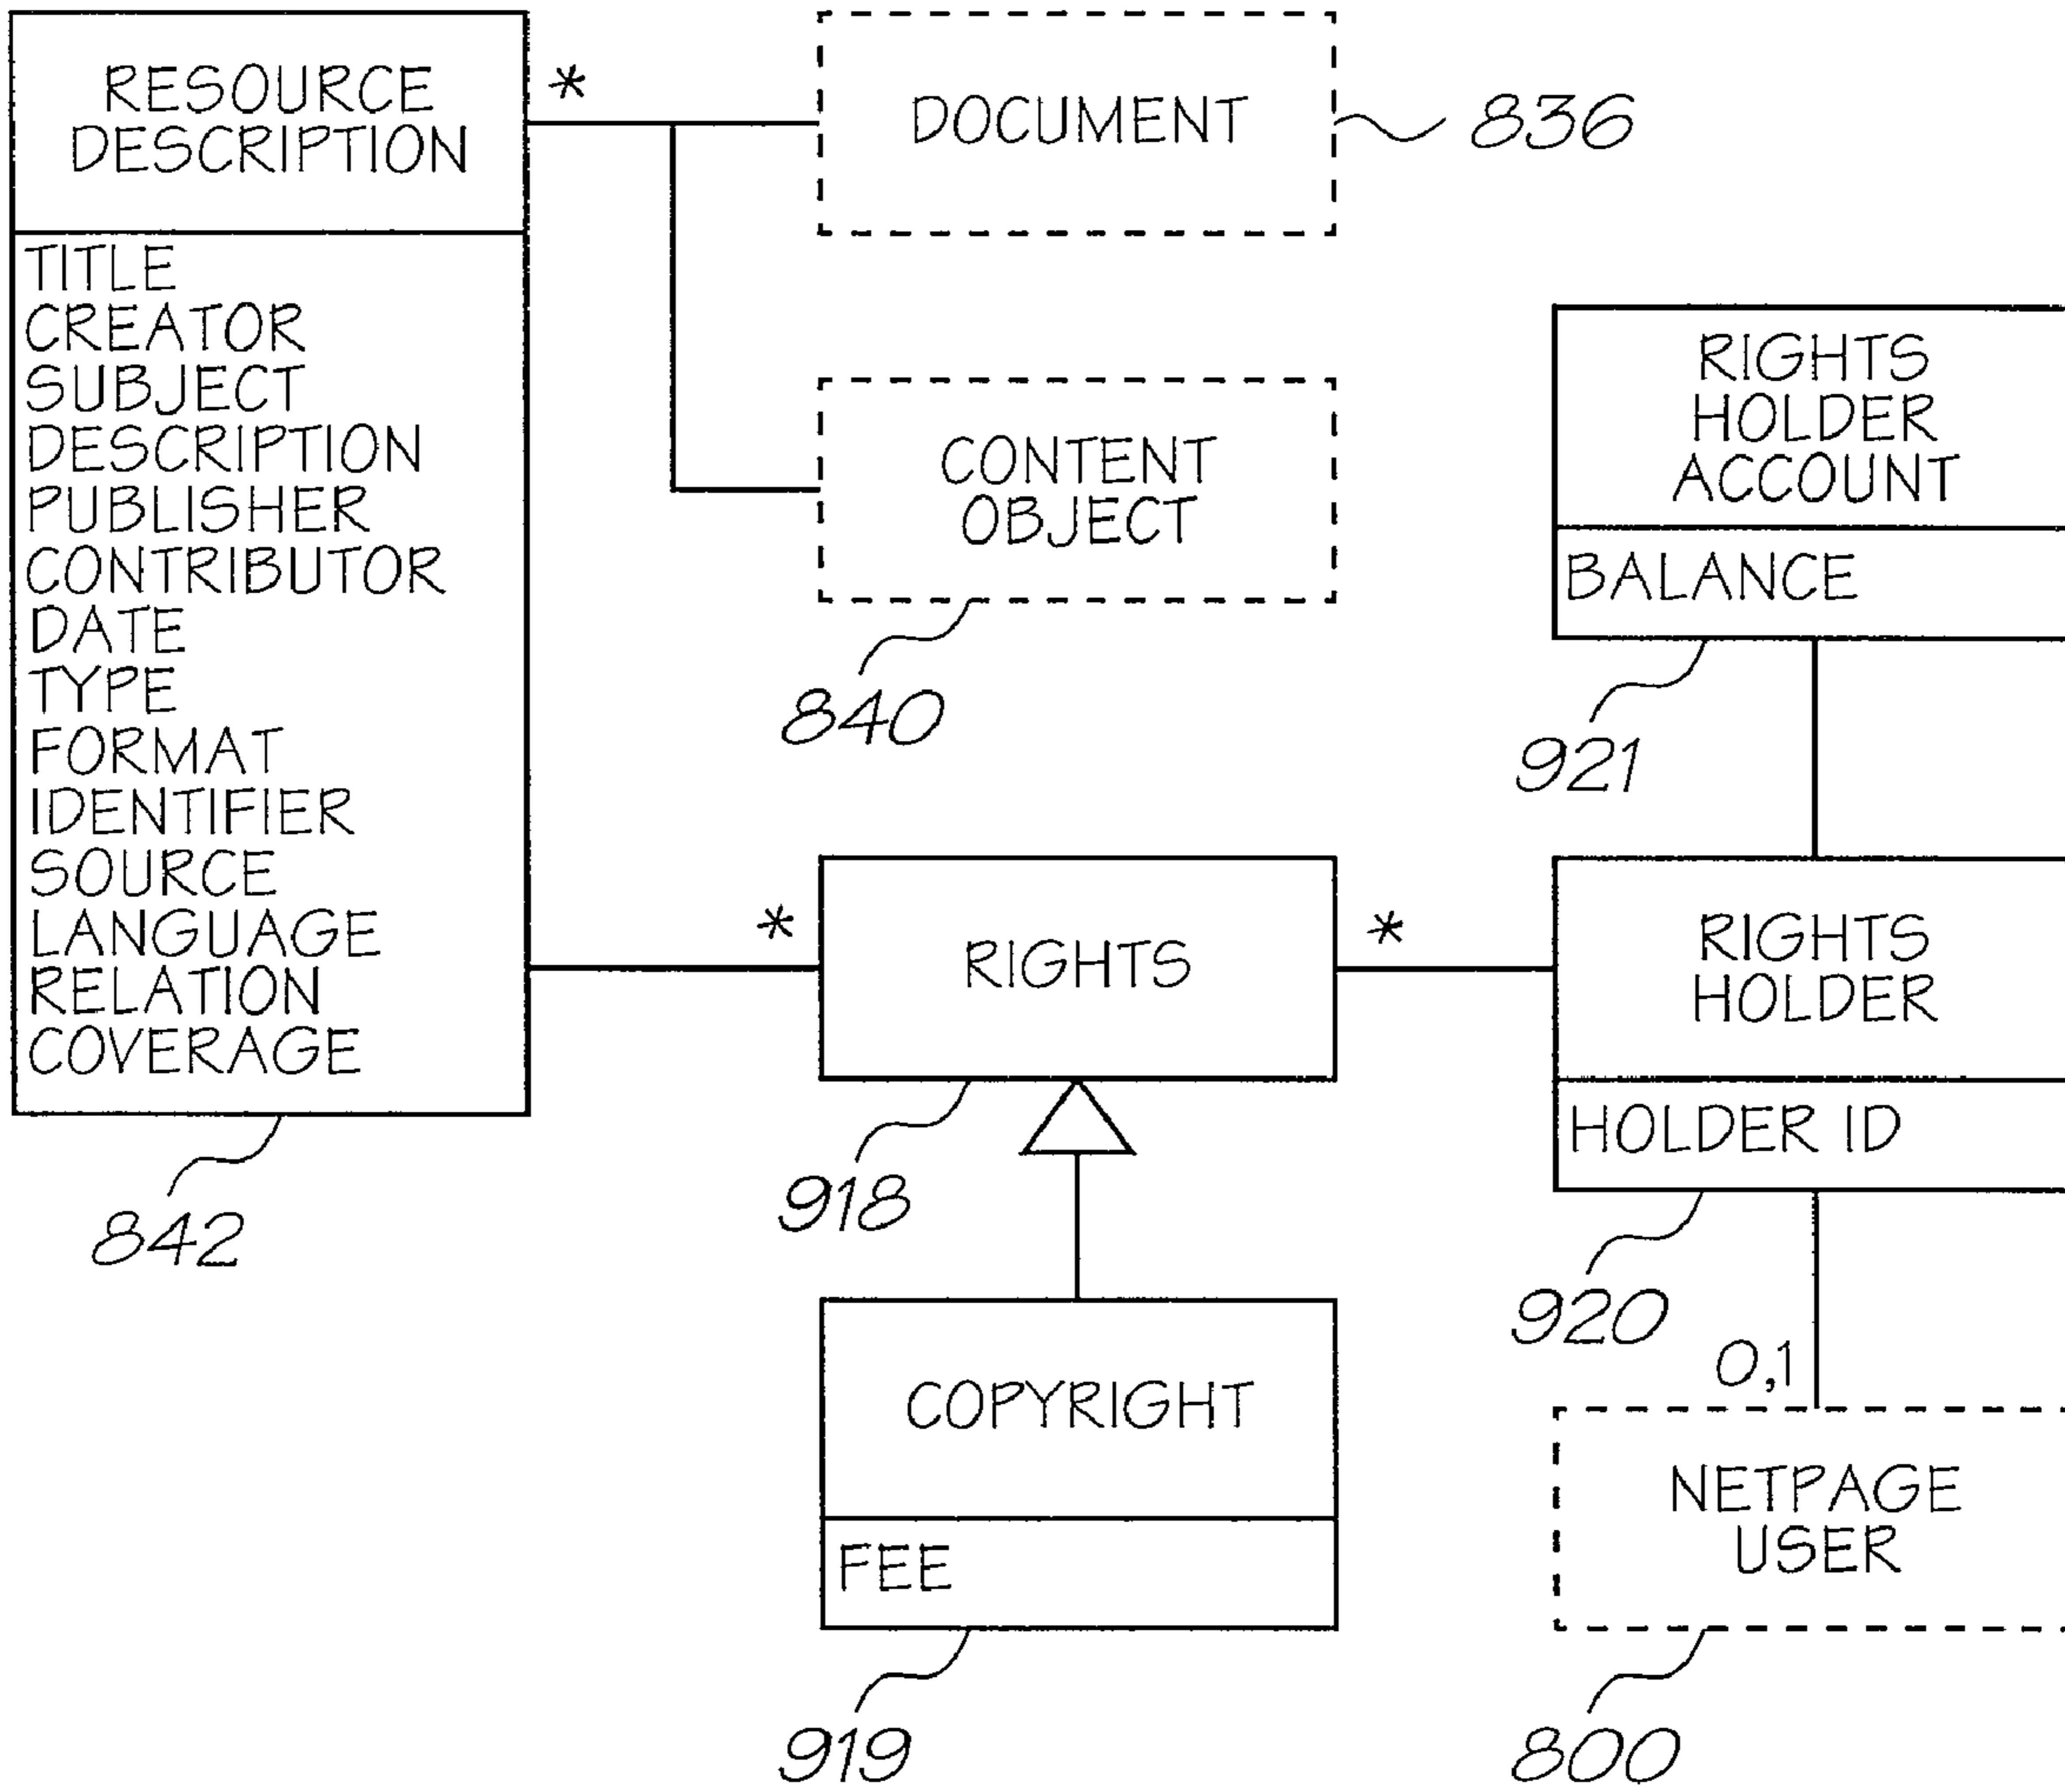 RESOURCE
DESCRIPTION
TITLE
CREATOR
SUBJECT
DESCRIPTION
PUBLISHER
CONTRIBUTOR
DATE
TYPE
FORMAT
IDENTIFIER
SOURCE
LANGUAGE
RELATION
COVERAGE
842
*
DOCUMENT
836
CONTENT
OBJECT
840
RIGHTS
HOLDER
ACCOUNT
BALANCE
921
*
RIGHTS
*
918
RIGHTS
HOLDER
HOLDER ID
920
0,1
COPYRIGHT
FEE
919
NETPAGE
USER
800